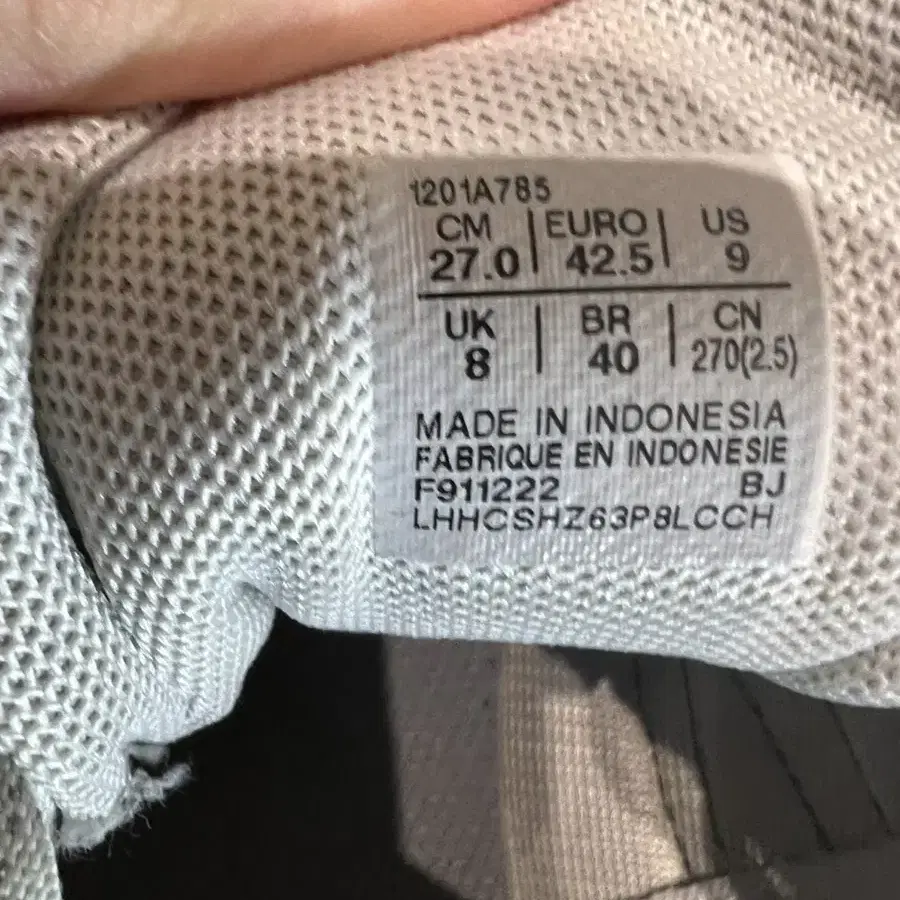 1201A785
CM | EURO | US
27.0 | 42.5 | 9
UK | BR | CN
8 | 40 | 270(2.5)
MADE IN INDONESIA
FABRIQUE EN INDONESIE
F911222 BJ
LHHCSHZ63P8LCCH